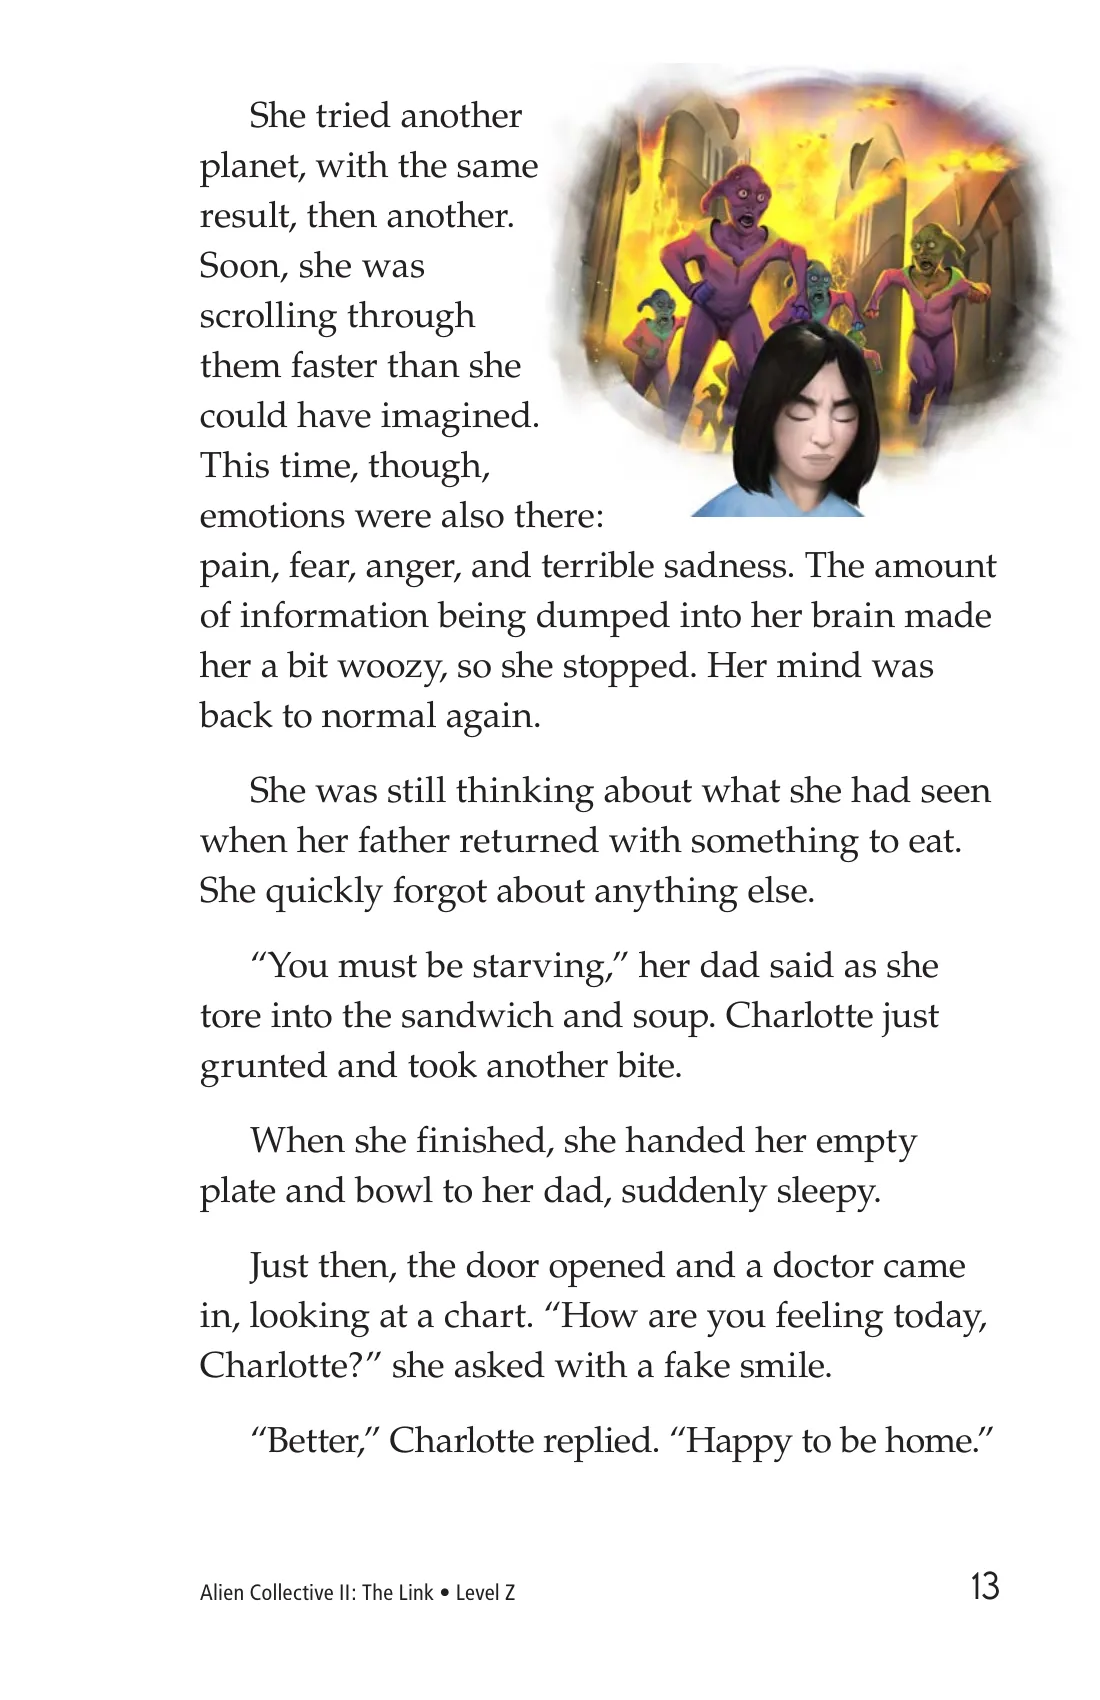 She tried another
planet, with the same
result, then another.
Soon, she was
scrolling through
them faster than she
could have imagined.
This time, though,
emotions were also there:
pain, fear, anger, and terrible sadness. The amount
of information being dumped into her brain made
her a bit woozy, so she stopped. Her mind was
back to normal again.
She was still thinking about what she had seen
when her father returned with something to eat.
She quickly forgot about anything else.
“You must be starving,” her dad said as she
tore into the sandwich and soup. Charlotte just
grunted and took another bite.
When she finished, she handed her empty
plate and bowl to her dad, suddenly sleepy.
Just then, the door opened and a doctor came
in, looking at a chart. “How are you feeling today,
Charlotte?” she asked with a fake smile.
“Better,” Charlotte replied. “Happy to be home.”
Alien Collective II: The Link • Level Z
13